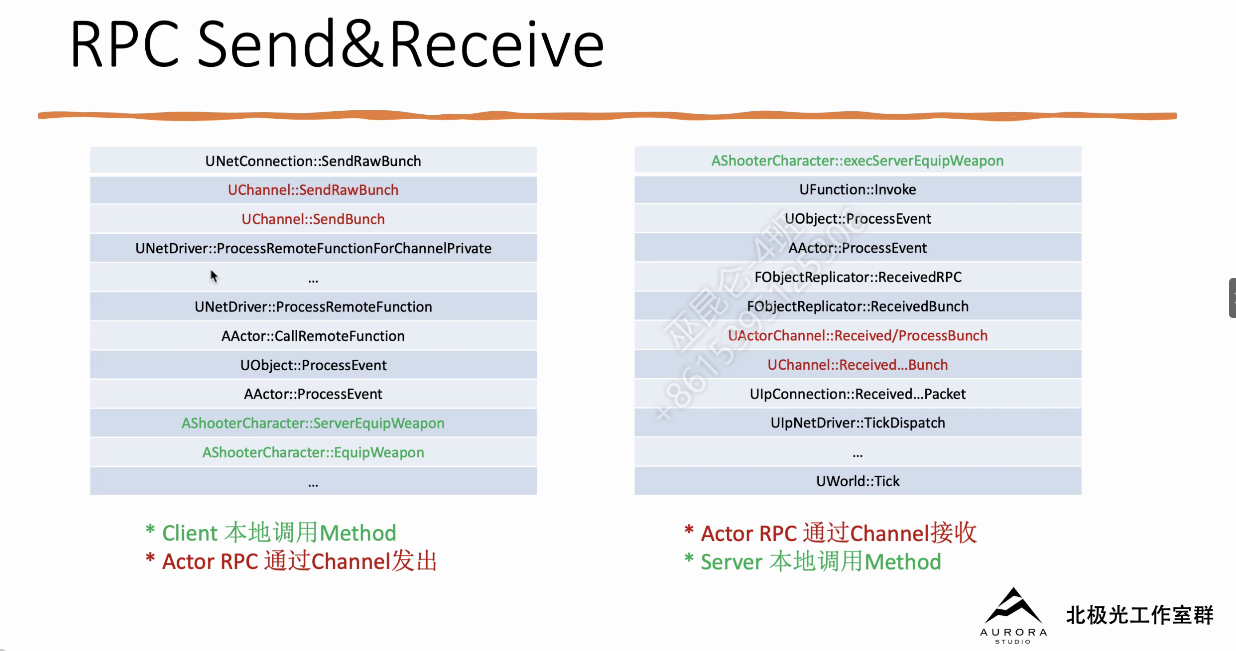 RPC Send&Receive
UNetConnection::SendRawBunch
UChannel::SendRawBunch
UChannel::SendBunch
UNetDriver::ProcessRemoteFunctionForChannelPrivate
...
UNetDriver::ProcessRemoteFunction
AActor::CallRemoteFunction
UObject::ProcessEvent
AActor::ProcessEvent
AShooterCharacter::ServerEquipWeapon
AShooterCharacter::EquipWeapon
...
* Client 本地调用Method
* Actor RPC 通过Channel发出
AShooterCharacter::execServerEquipWeapon
UFunction::Invoke
UObject::ProcessEvent
AActor::ProcessEvent
FObjectReplicator::ReceivedRPC
FObjectReplicator::ReceivedBunch
UActorChannel::Received/ProcessBunch
UChannel::Received...Bunch
UIpConnection::Received...Packet
UIpNetDriver::TickDispatch
...
UWorld::Tick
* Actor RPC 通过Channel接收
* Server 本地调用Method
AURORA
STUDIO
北极光工作室群